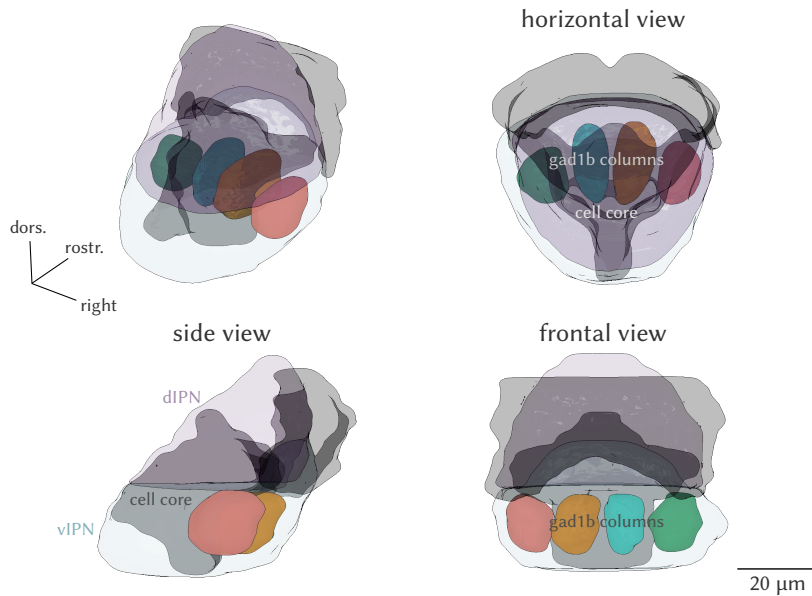 horizontal view
gad1b columns
cell core
dors.
rostr.
right
side view
frontal view
dIPN
cell core
vIPN
gad1b columns
20 µm